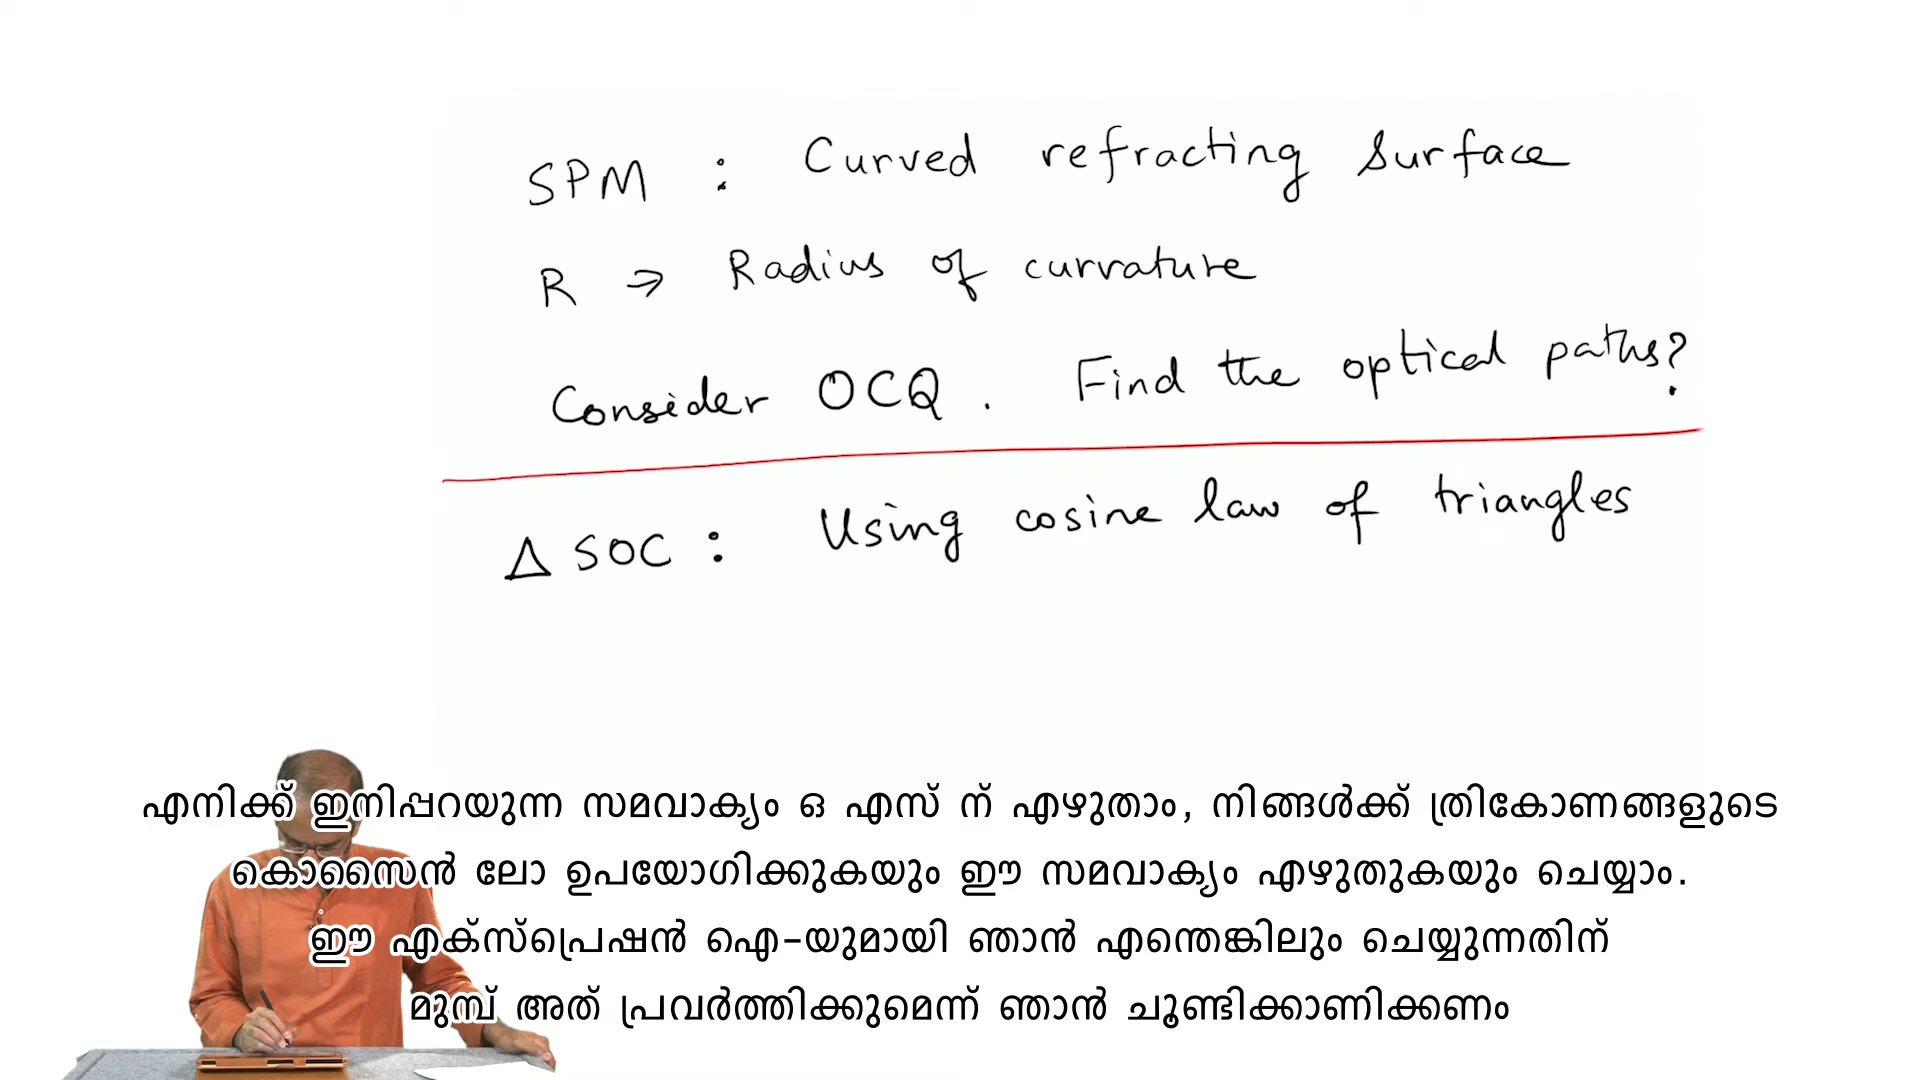 SPM : Curved refracting surface
R → Radius of curvature
Consider OCQ . Find the optical paths?
Δ SOC : Using cosine law of triangles
എനിക്ക് ഇനിപ്പറയുന്ന സമവാക്യം ഒ എസ് ന് എഴുതാം, നിങ്ങൾക്ക് ത്രികോണങ്ങളുടെ
കൊസൈൻ ലോ ഉപയോഗിക്കുകയും ഈ സമവാക്യം എഴുതുകയും ചെയ്യാം.
ഈ എക്സ്പ്രെഷൻ ഐ-യുമായി ഞാൻ എന്തെങ്കിലും ചെയ്യുന്നതിന്
മുമ്പ് അത് പ്രവർത്തിക്കുമെന്ന് ഞാൻ ചൂണ്ടിക്കാണിക്കണം